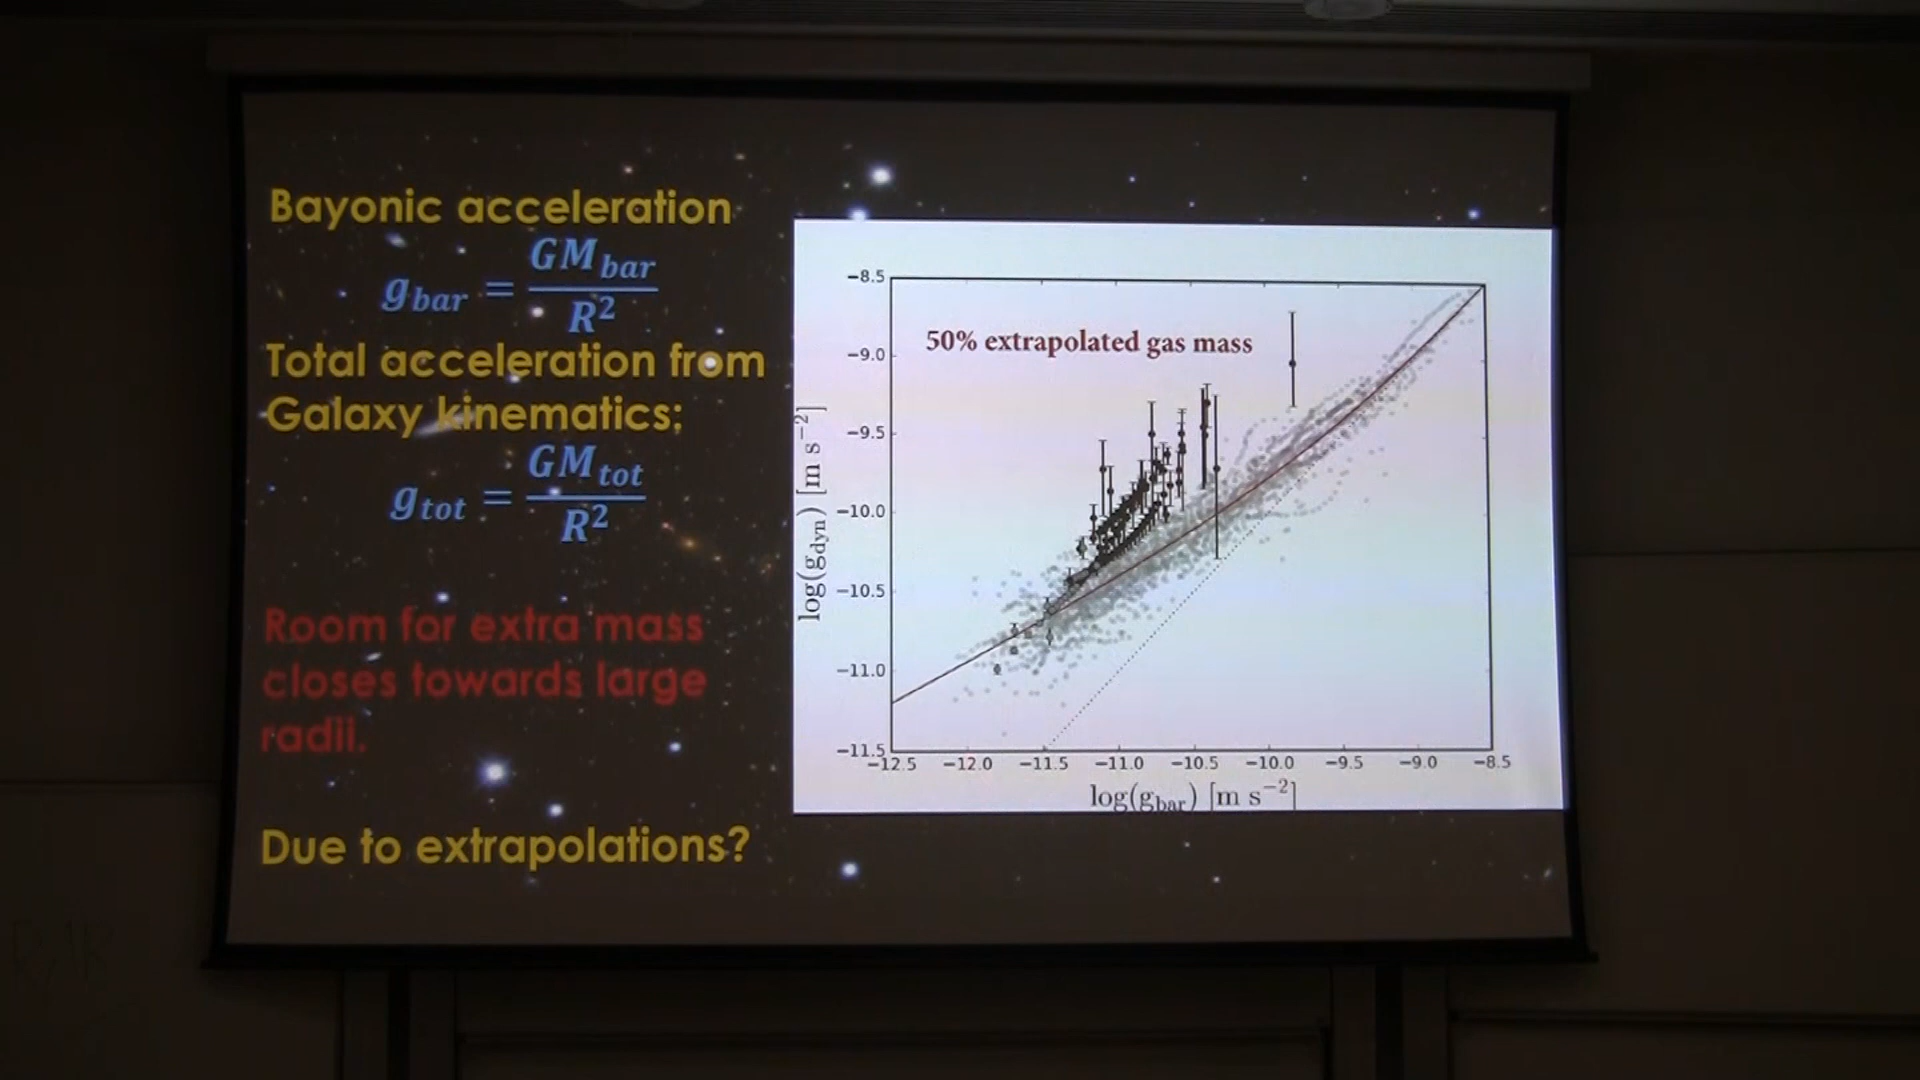 Bayonic acceleration
g_bar = GM_bar / R²
Total acceleration from
Galaxy kinematics:
g_tot = GM_tot / R²
Room for extra mass
closes towards large
radii.
Due to extrapolations?
50% extrapolated gas mass
log(g_dyn) [m s⁻²]
−8.5
−9.0
−9.5
−10.0
−10.5
−11.0
−11.5
−12.5 −12.0 −11.5 −11.0 −10.5 −10.0 −9.5 −9.0 −8.5
log(g_bar) [m s⁻²]